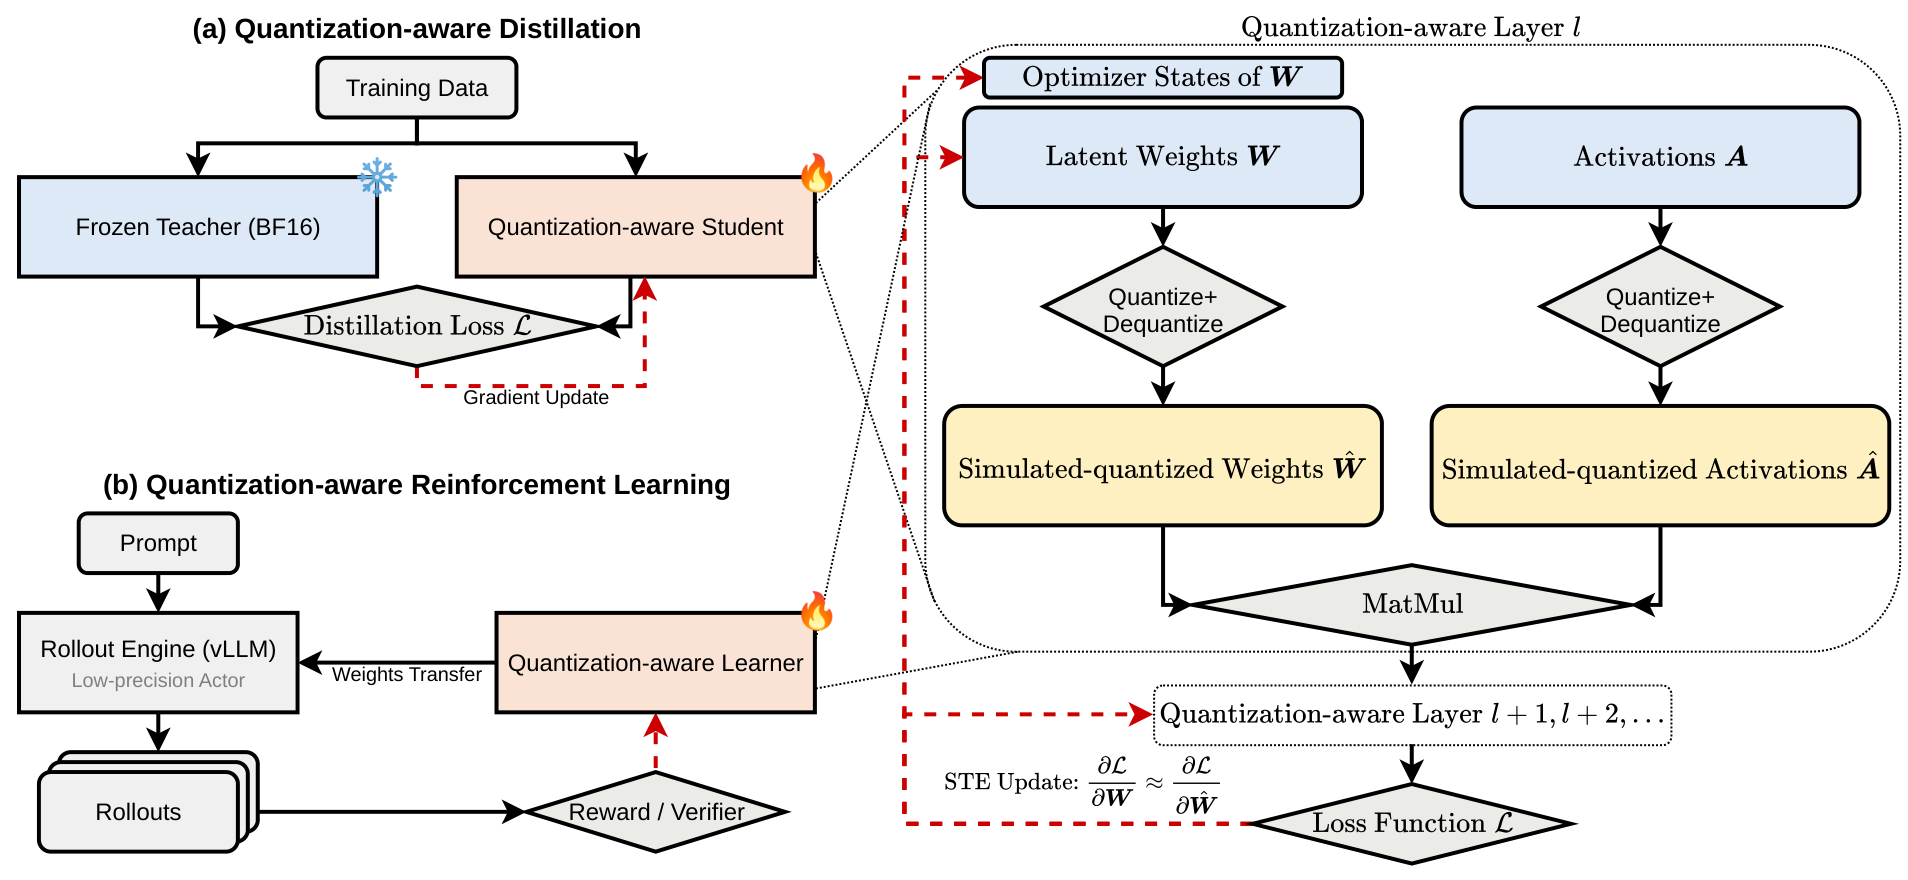 (a) Quantization-aware Distillation
Training Data
Frozen Teacher (BF16)
Quantization-aware Student
Distillation Loss ℒ
Gradient Update
(b) Quantization-aware Reinforcement Learning
Prompt
Rollout Engine (vLLM)
Low-precision Actor
Weights Transfer
Quantization-aware Learner
Rollouts
Reward / Verifier
Quantization-aware Layer l
Optimizer States of W
Latent Weights W
Activations A
Quantize+
Dequantize
Quantize+
Dequantize
Simulated-quantized Weights Ŵ
Simulated-quantized Activations Â
MatMul
Quantization-aware Layer l + 1, l + 2, ...
STE Update: ∂ℒ/∂W ≈ ∂ℒ/∂Ŵ
Loss Function ℒ